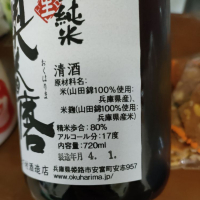 純米
奥播磨
おくはりま
清酒
原材料名:
米(山田錦100%使用:
兵庫県産)、
米麹(山田錦100%使用:
兵庫県産米)
精米歩合:80%
アルコール分:17度
内容量:720ml
製造年月 4. 1.
酒造店
兵庫県姫路市安富町安志957
www.okuharima.jp/